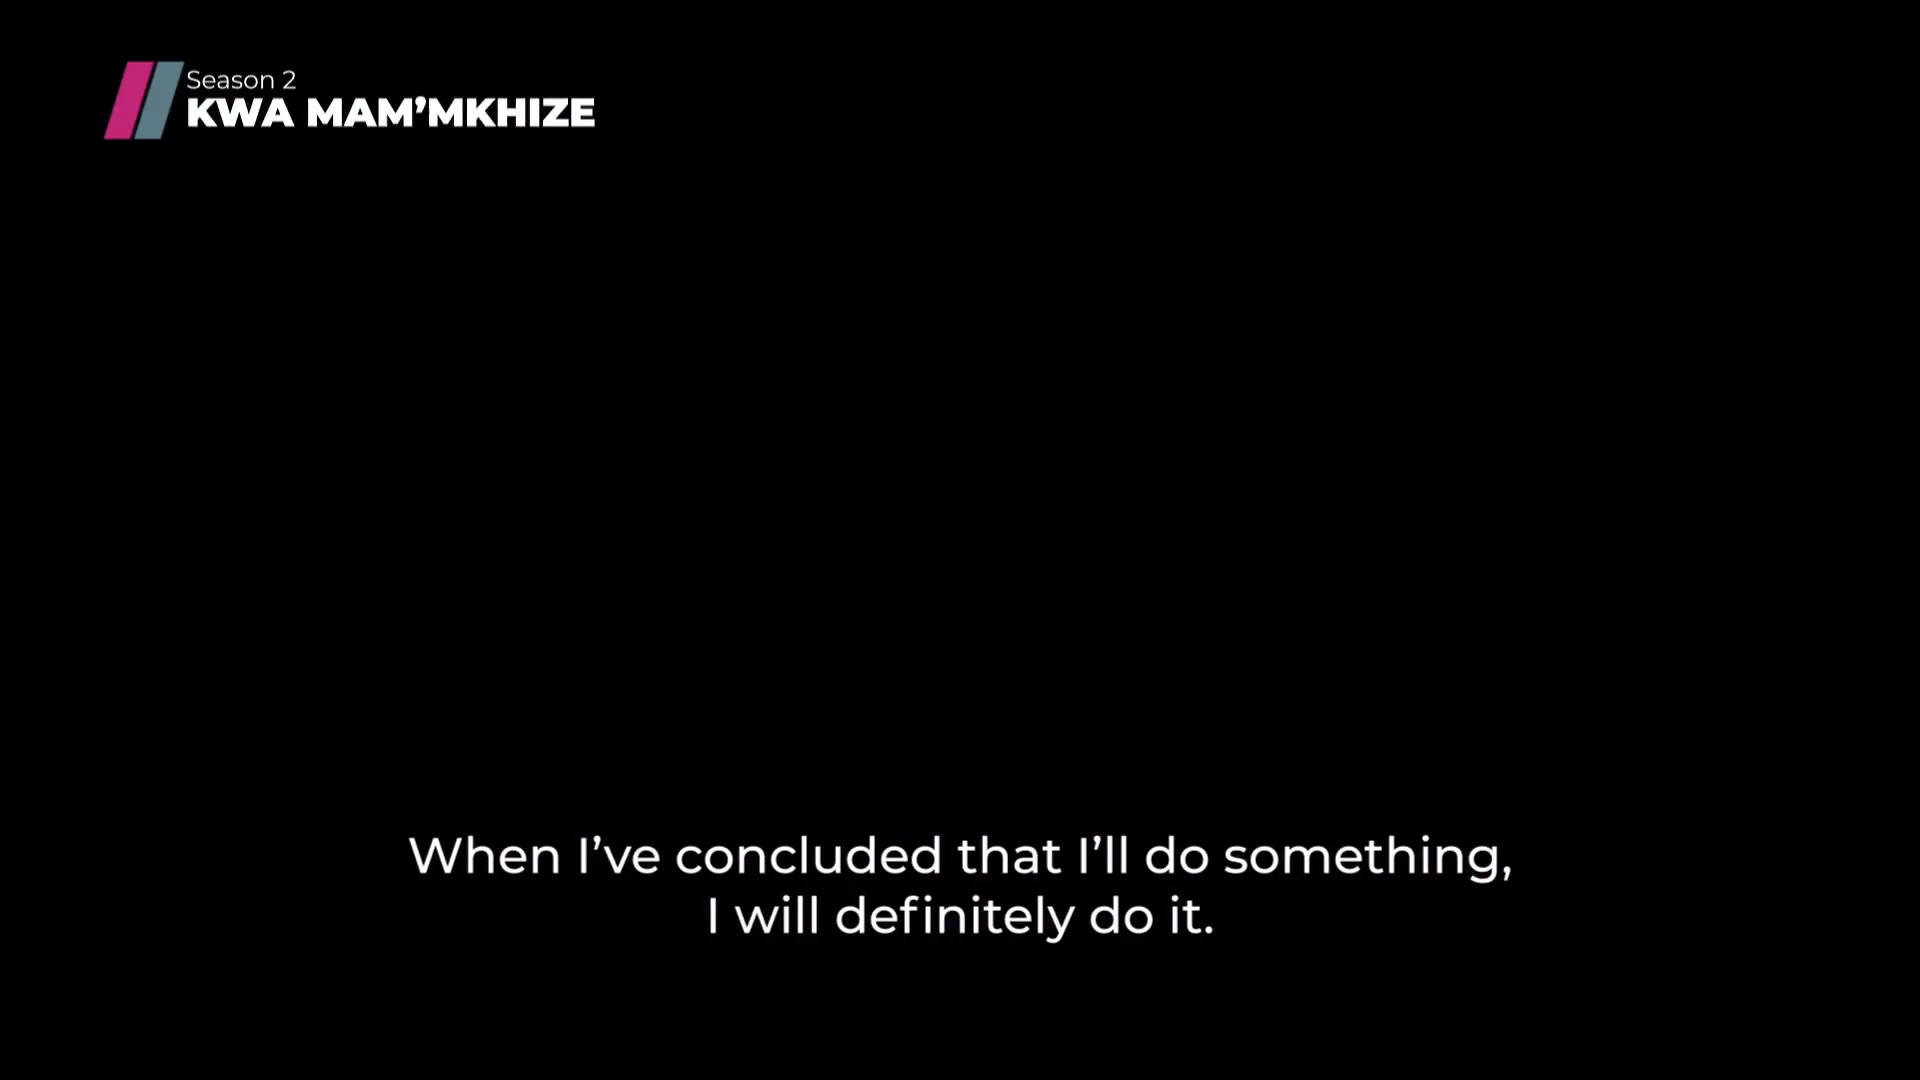 Season 2
KWA MAM’MKHIZE
When I’ve concluded that I’ll do something,
I will definitely do it.